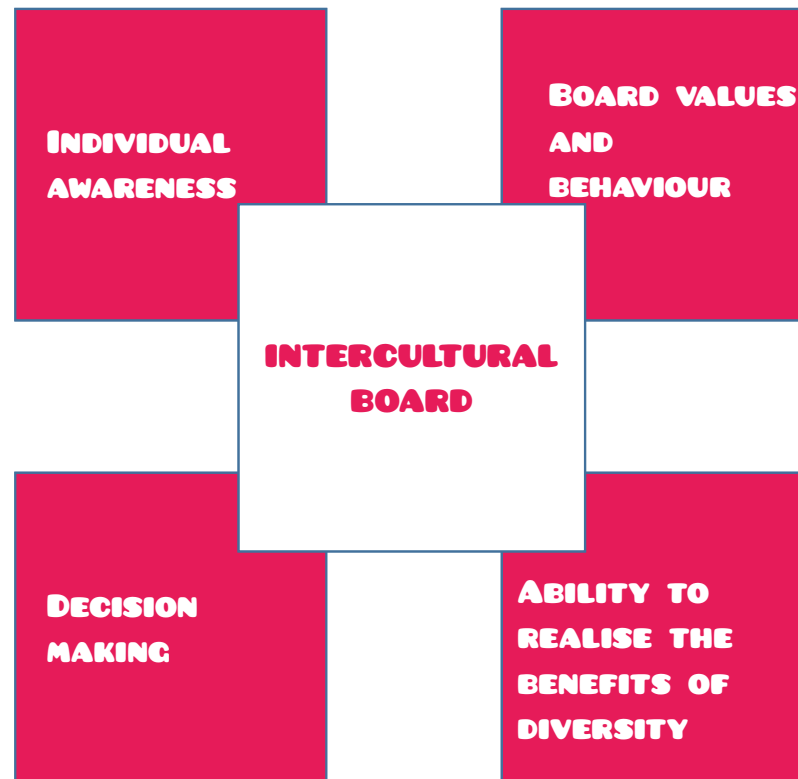 Individual
awareness
Board values
and
behaviour
INTERCULTURAL
BOARD
Decision
making
Ability to
realise the
benefits of
diversity